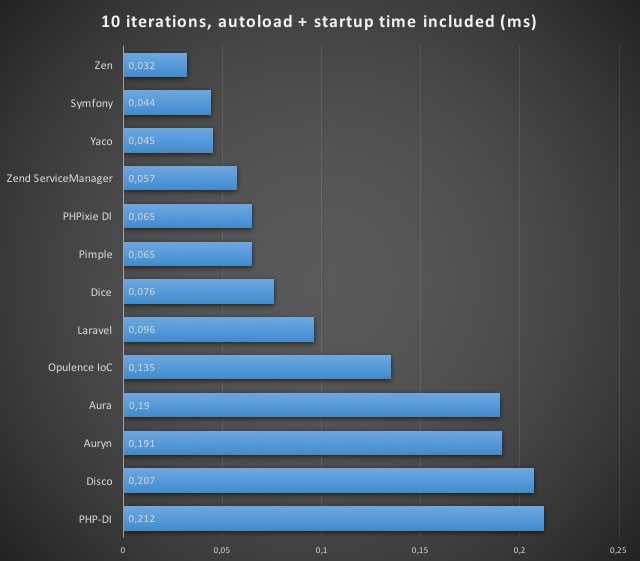 10 iterations, autoload + startup time included (ms)
Zen 0,032
Symfony 0,044
Yaco 0,045
Zend ServiceManager 0,057
PHPixie DI 0,065
Pimple 0,065
Dice 0,076
Laravel 0,096
Opulence IoC 0,135
Aura 0,19
Auryn 0,191
Disco 0,207
PHP-DI 0,212
0 0,05 0,1 0,15 0,2 0,25